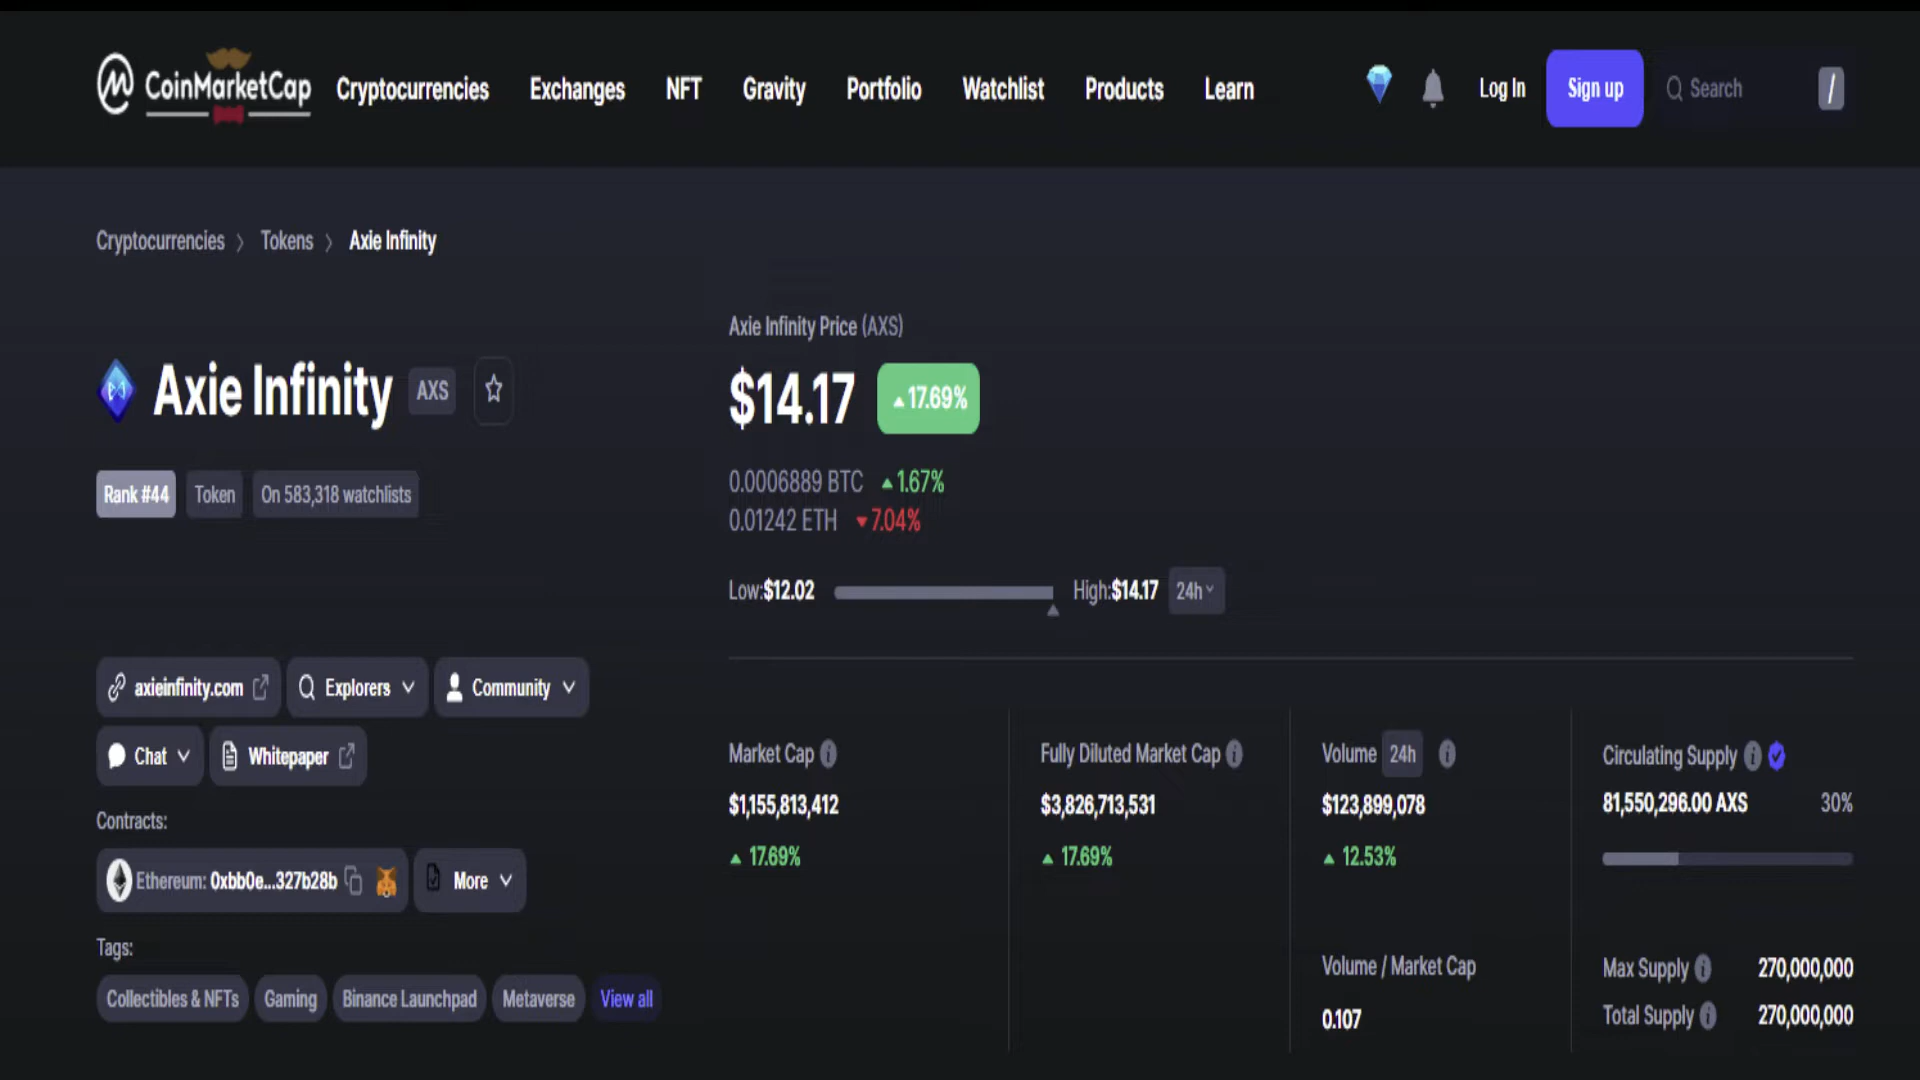 CoinMarketCap Cryptocurrencies Exchanges NFT Gravity Portfolio Watchlist Products Learn Log In Sign up Search /
Cryptocurrencies > Tokens > Axie Infinity
Axie Infinity AXS
Rank #44 Token On 583,318 watchlists
axieinfinity.com Explorers Community
Chat Whitepaper
Contracts:
Ethereum: 0xbb0e...327b28b More
Tags:
Collectibles & NFTs Gaming Binance Launchpad Metaverse View all
Axie Infinity Price (AXS)
$14.17 17.69%
0.0006889 BTC 1.67%
0.01242 ETH 7.04%
Low:$12.02 High:$14.17 24h
Market Cap
$1,155,813,412
17.69%
Fully Diluted Market Cap
$3,826,713,531
17.69%
Volume 24h
$123,899,078
12.53%
Volume / Market Cap
0.107
Circulating Supply
81,550,296.00 AXS 30%
Max Supply 270,000,000
Total Supply 270,000,000